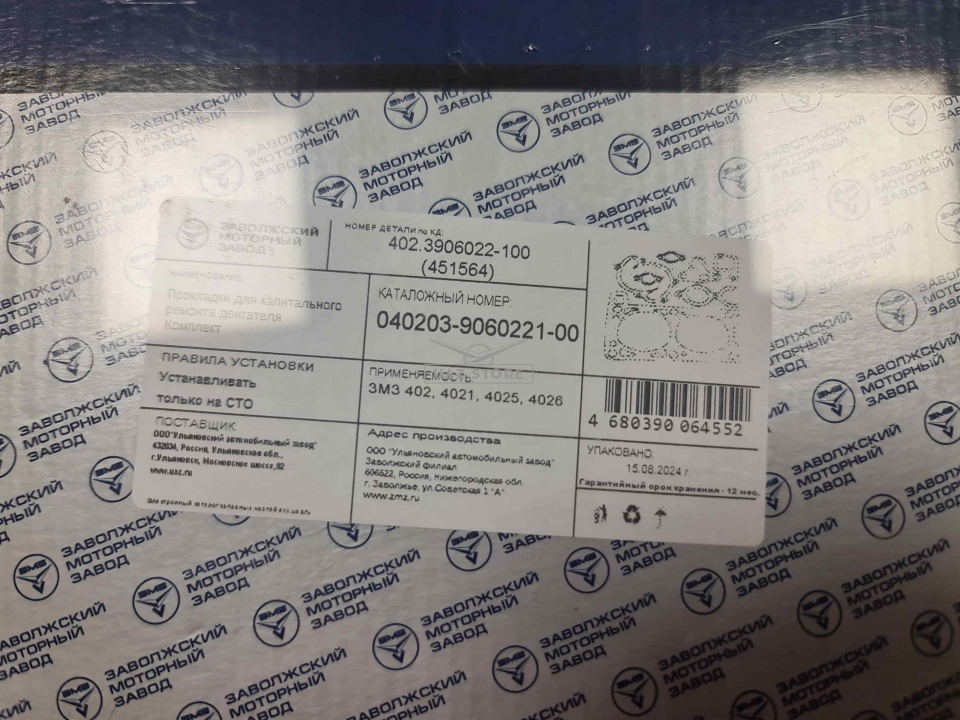 ЗАВОЛЖСКИЙ
МОТОРНЫЙ
ЗАВОД
НОМЕР ДЕТАЛИ по КД:
402.3906022-100
(451564)
НАИМЕНОВАНИЕ:
Прокладки для капитального
ремонта двигателя
Комплект
КАТАЛОЖНЫЙ НОМЕР:
040203-9060221-00
ПРАВИЛА УСТАНОВКИ
Устанавливать
только на СТО
ПРИМЕНЯЕМОСТЬ:
ЗМЗ 402, 4021, 4025, 4026
4 680390 064552
ПОСТАВЩИК
ООО"Ульяновский автомобильный завод"
432034, Россия, Ульяновская обл.,
г.Ульяновск, Московское шоссе,92
www.uaz.ru
Адрес производства
ООО "Ульяновский автомобильный завод"
Заволжский филиал
606522, Россия, Нижегородская обл.
г. Заволжье, ул.Советская 1 "А"
www.zmz.ru
УПАКОВАНО:
15.08.2024 г.
Гарантийный срок хранения - 12 мес.